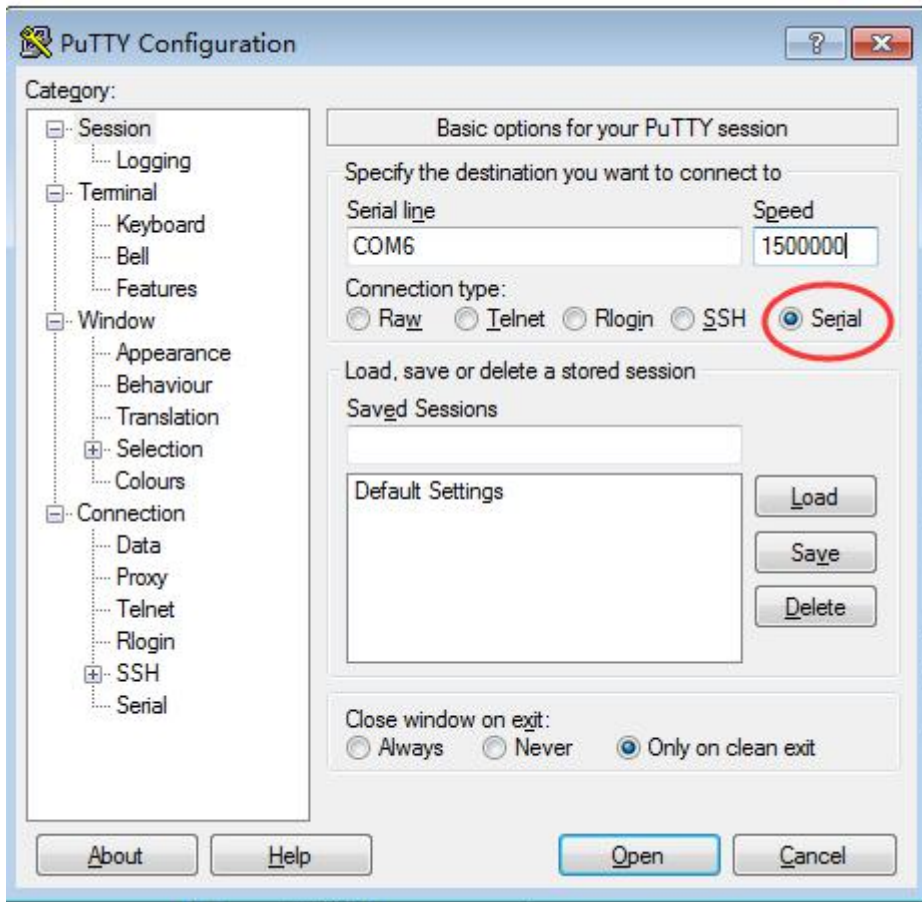 PuTTY Configuration
Category:
Session
Logging
Terminal
Keyboard
Bell
Features
Window
Appearance
Behaviour
Translation
Selection
Colours
Connection
Data
Proxy
Telnet
Rlogin
SSH
Serial
Basic options for your PuTTY session
Specify the destination you want to connect to
Serial line Speed
COM6 1500000
Connection type:
Raw Telnet Rlogin SSH Serial
Load, save or delete a stored session
Saved Sessions
Default Settings
Load
Save
Delete
Close window on exit:
Always Never Only on clean exit
About Help Open Cancel